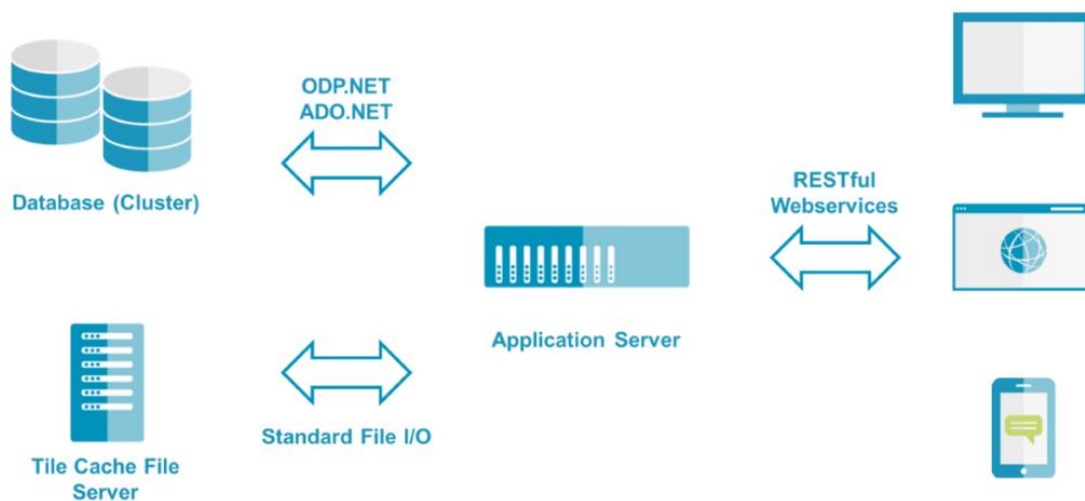 ODP.NET
ADO.NET
Database (Cluster)
RESTful
Webservices
Application Server
Standard File I/O
Tile Cache File
Server